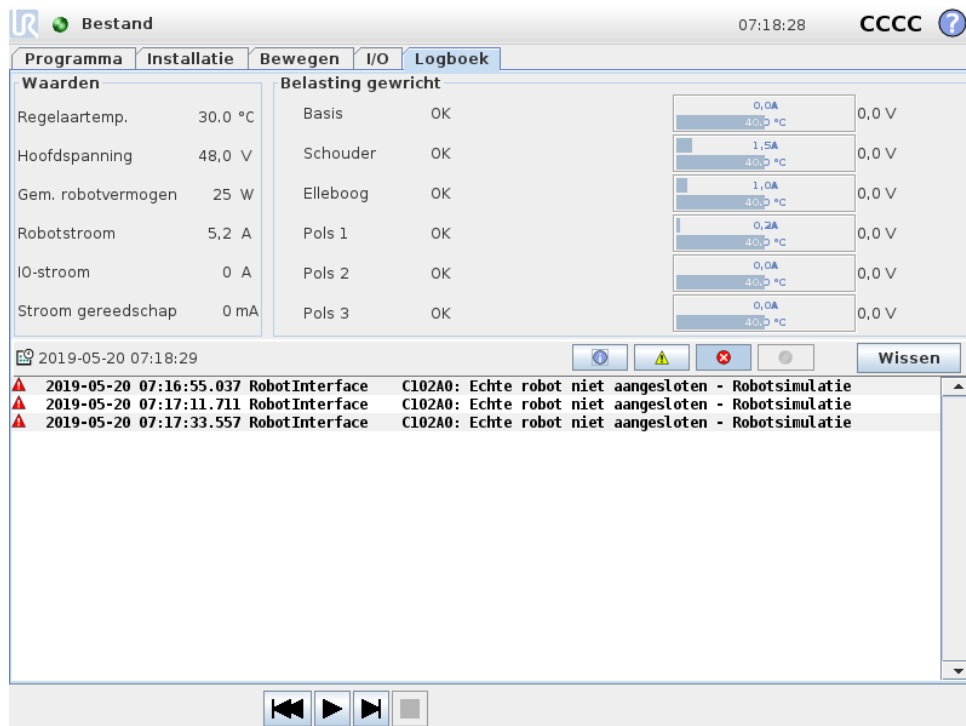 UR Bestand 07:18:28 CCCC ?
Programma Installatie Bewegen I/O Logboek
Waarden
Regelaartemp. 30.0 °C
Hoofdspanning 48,0 V
Gem. robotvermogen 25 W
Robotstroom 5,2 A
IO-stroom 0 A
Stroom gereedschap 0 mA
Belasting gewricht
Basis OK 0,0A 40.0 °C 0,0 V
Schouder OK 1,5A 40.0 °C 0,0 V
Elleboog OK 1,0A 40.0 °C 0,0 V
Pols 1 OK 0,2A 40.0 °C 0,0 V
Pols 2 OK 0,0A 40.0 °C 0,0 V
Pols 3 OK 0,0A 40.0 °C 0,0 V
2019-05-20 07:18:29 Wissen
2019-05-20 07:16:55.037 RobotInterface C102A0: Echte robot niet aangesloten - Robotsimulatie
2019-05-20 07:17:11.711 RobotInterface C102A0: Echte robot niet aangesloten - Robotsimulatie
2019-05-20 07:17:33.557 RobotInterface C102A0: Echte robot niet aangesloten - Robotsimulatie